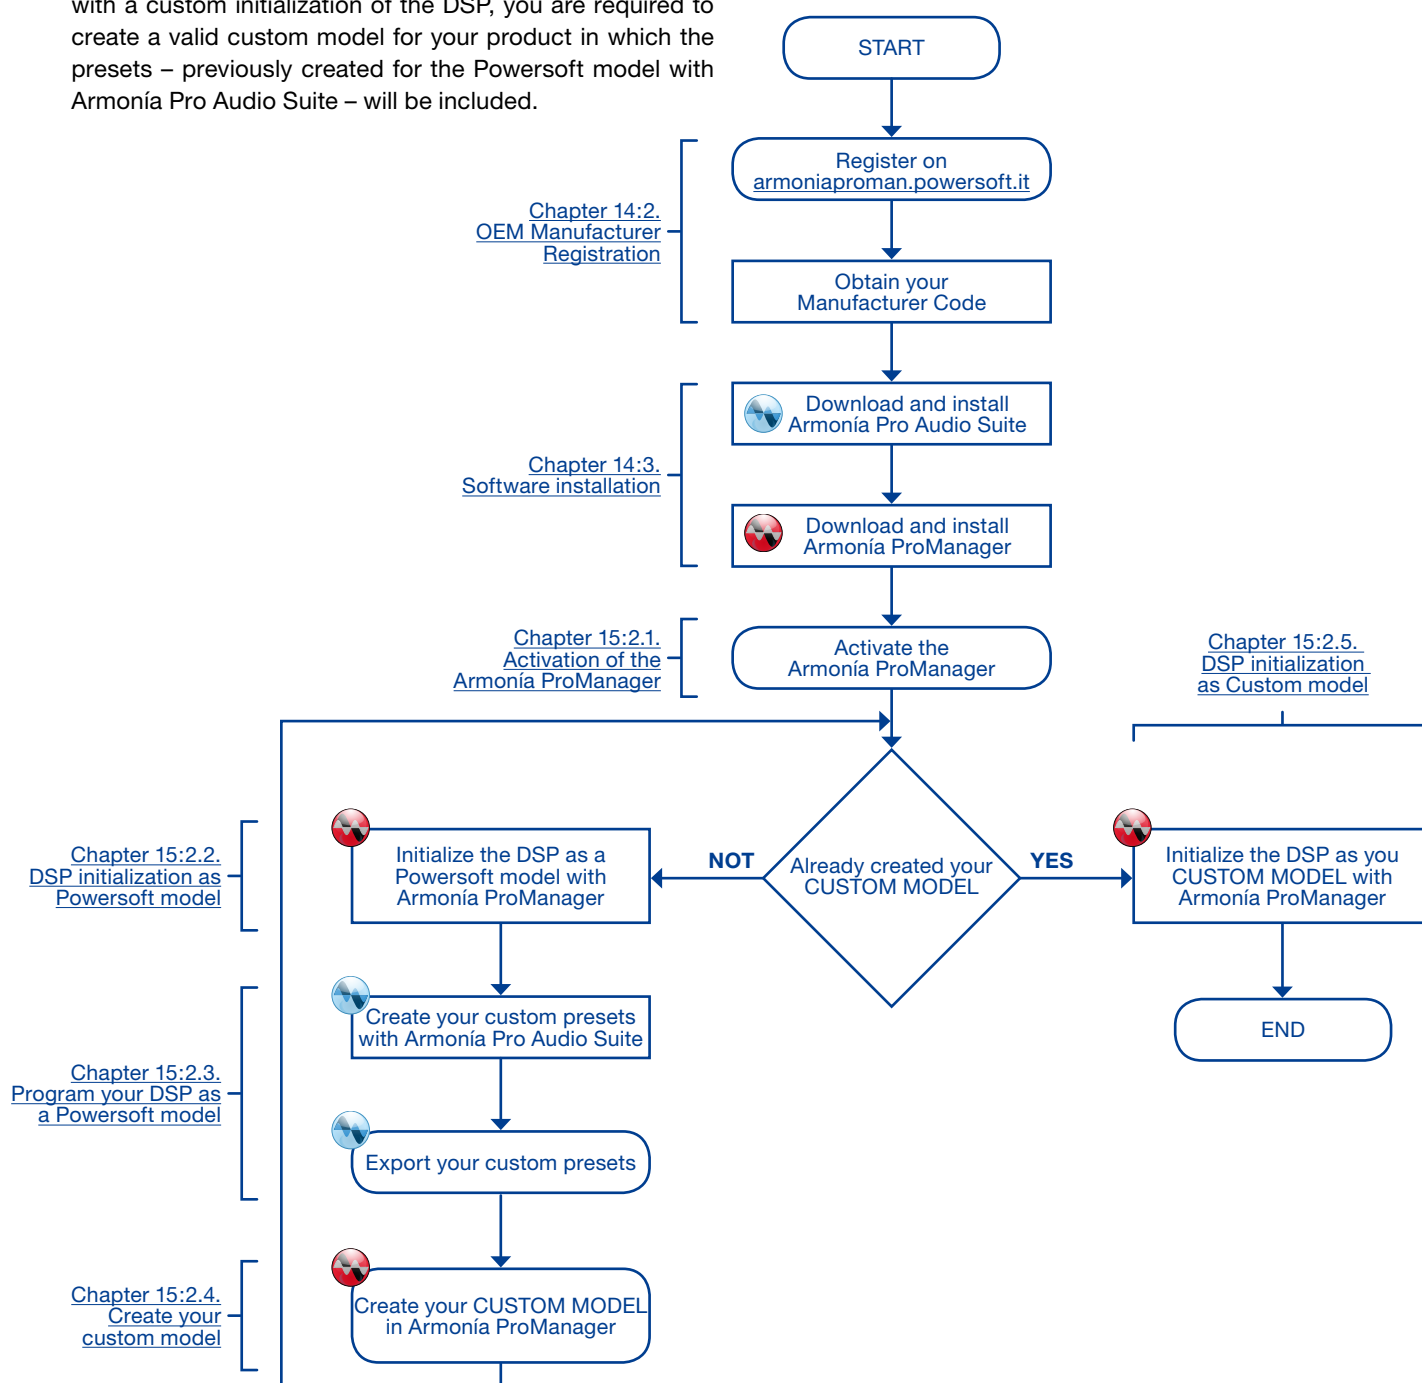 with a custom initialization of the DSP, you are required to
create a valid custom model for your product in which the
presets – previously created for the Powersoft model with
Armonía Pro Audio Suite – will be included.
START
Register on
armoniaproman.powersoft.it
Chapter 14:2.
OEM Manufacturer
Registration
Obtain your
Manufacturer Code
Download and install
Armonía Pro Audio Suite
Chapter 14:3.
Software installation
Download and install
Armonía ProManager
Chapter 15:2.1.
Activation of the
Armonía ProManager
Activate the
Armonía ProManager
Chapter 15:2.5.
DSP initialization
as Custom model
Chapter 15:2.2.
DSP initialization as
Powersoft model
Initialize the DSP as a
Powersoft model with
Armonía ProManager
NOT
Already created your
CUSTOM MODEL
YES
Initialize the DSP as you
CUSTOM MODEL with
Armonía ProManager
Create your custom presets
with Armonía Pro Audio Suite
END
Chapter 15:2.3.
Program your DSP as
a Powersoft model
Export your custom presets
Chapter 15:2.4.
Create your
custom model
Create your CUSTOM MODEL
in Armonía ProManager